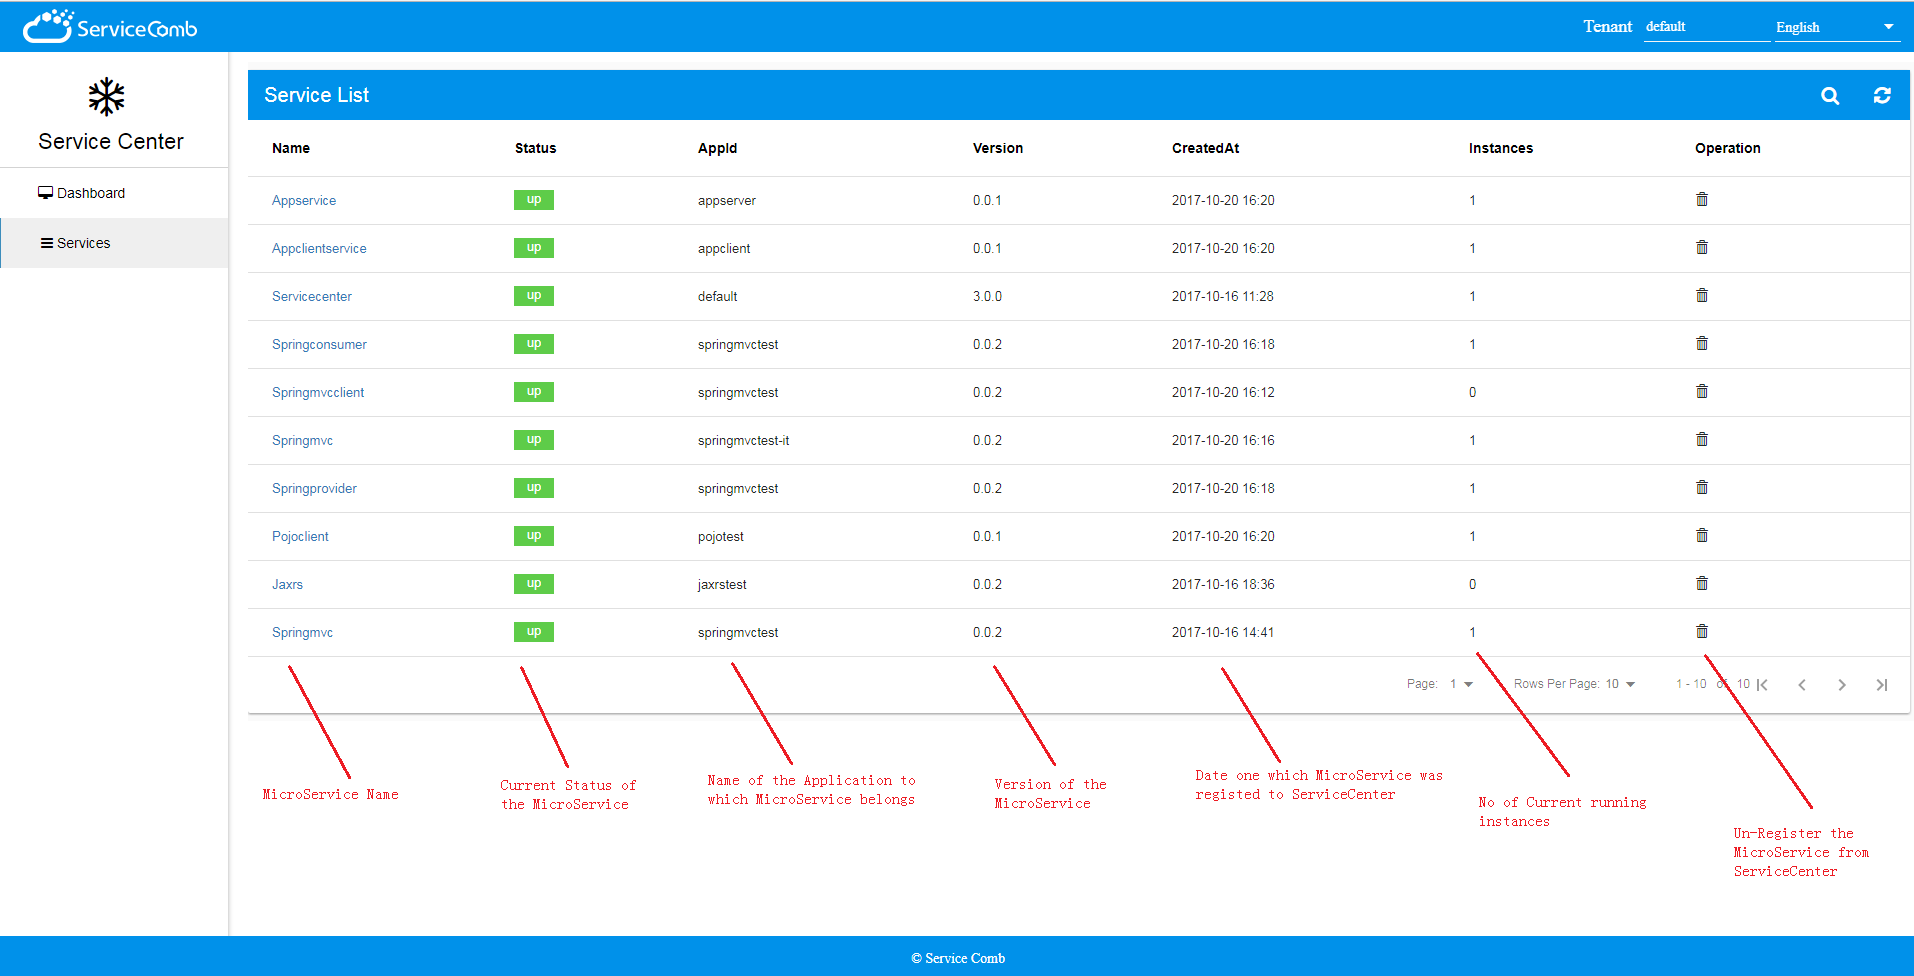 ServiceComb
Tenant default English
Service Center
Dashboard
Services
Service List
Name Status AppId Version CreatedAt Instances Operation
Appservice up appserver 0.0.1 2017-10-20 16:20 1
Appclientservice up appclient 0.0.1 2017-10-20 16:20 1
Servicecenter up default 3.0.0 2017-10-16 11:28 1
Springconsumer up springmvctest 0.0.2 2017-10-20 16:18 1
Springmvcclient up springmvctest 0.0.2 2017-10-20 16:12 0
Springmvc up springmvctest-it 0.0.2 2017-10-20 16:16 1
Springprovider up springmvctest 0.0.2 2017-10-20 16:18 1
Pojoclient up pojotest 0.0.1 2017-10-20 16:20 1
Jaxrs up jaxrstest 0.0.2 2017-10-16 18:36 0
Springmvc up springmvctest 0.0.2 2017-10-16 14:41 1
Page: 1 Rows Per Page: 10 1 - 10 of 10
MicroService Name
Current Status of
the MicroService
Name of the Application to
which MicroService belongs
Version of the
MicroService
Date one which MicroService was
registed to ServiceCenter
No of Current running
instances
Un-Register the
MicroService from
ServiceCenter
© Service Comb